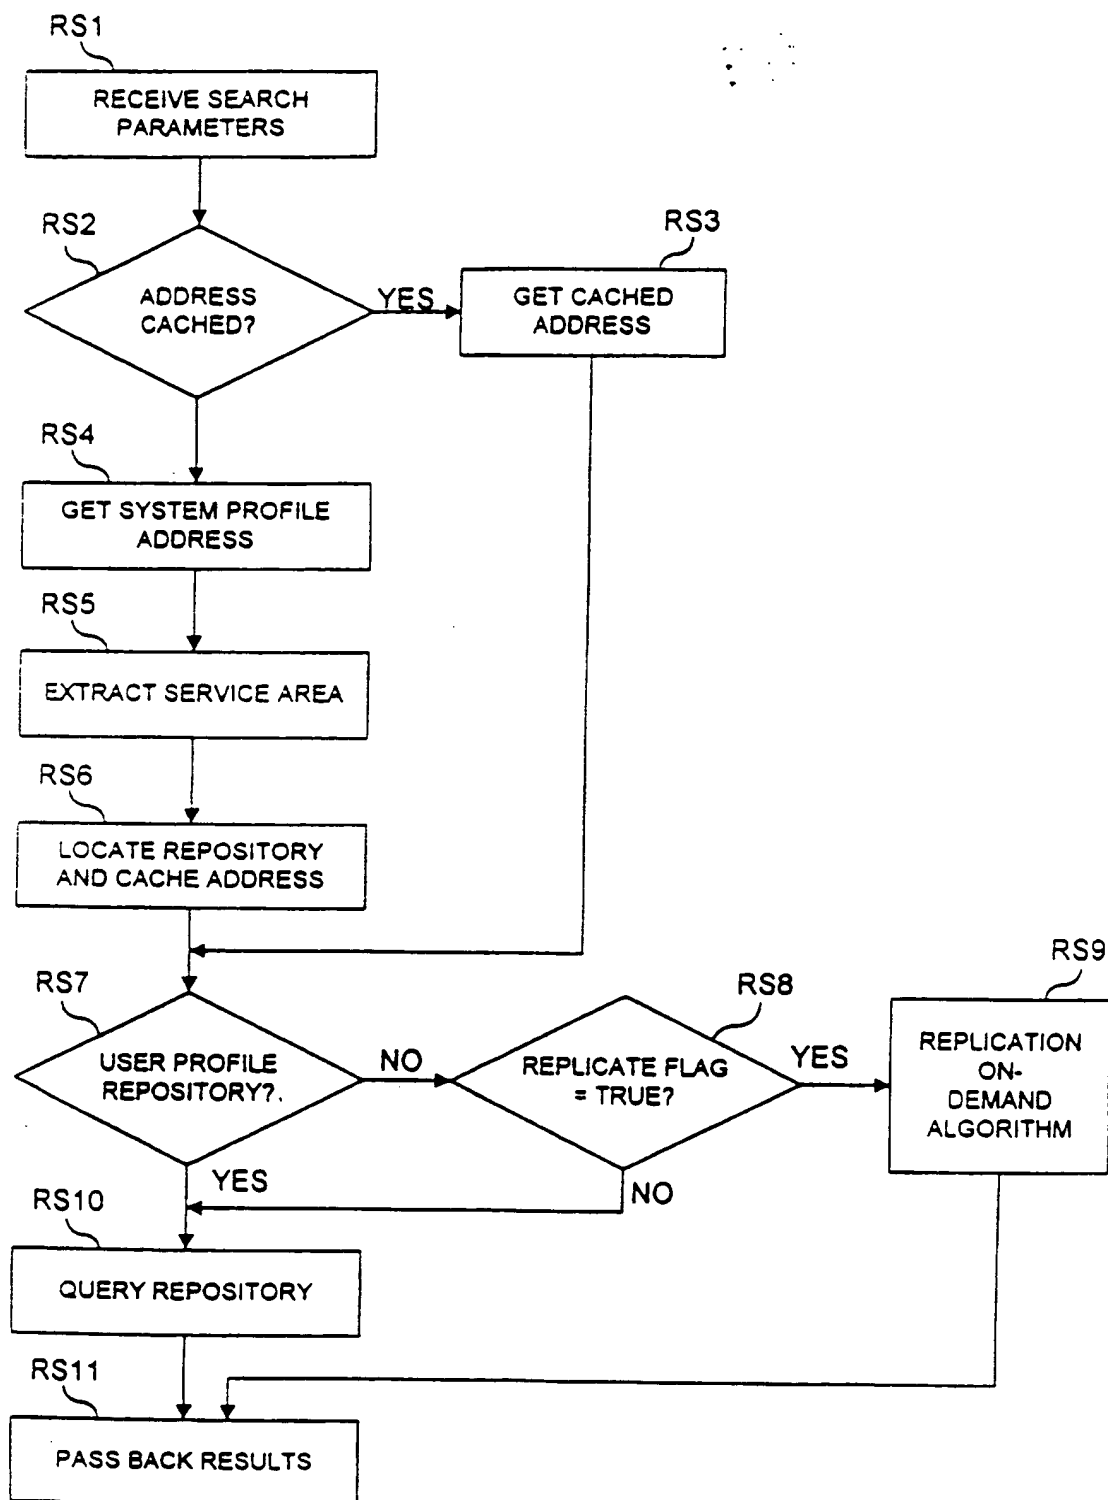 RS1
RECEIVE SEARCH
PARAMETERS
RS2
ADDRESS
CACHED?
YES
RS3
GET CACHED
ADDRESS
RS4
GET SYSTEM PROFILE
ADDRESS
RS5
EXTRACT SERVICE AREA
RS6
LOCATE REPOSITORY
AND CACHE ADDRESS
RS7
USER PROFILE
REPOSITORY?
NO
RS8
REPLICATE FLAG
= TRUE?
YES
RS9
REPLICATION
ON-
DEMAND
ALGORITHM
YES
NO
RS10
QUERY REPOSITORY
RS11
PASS BACK RESULTS